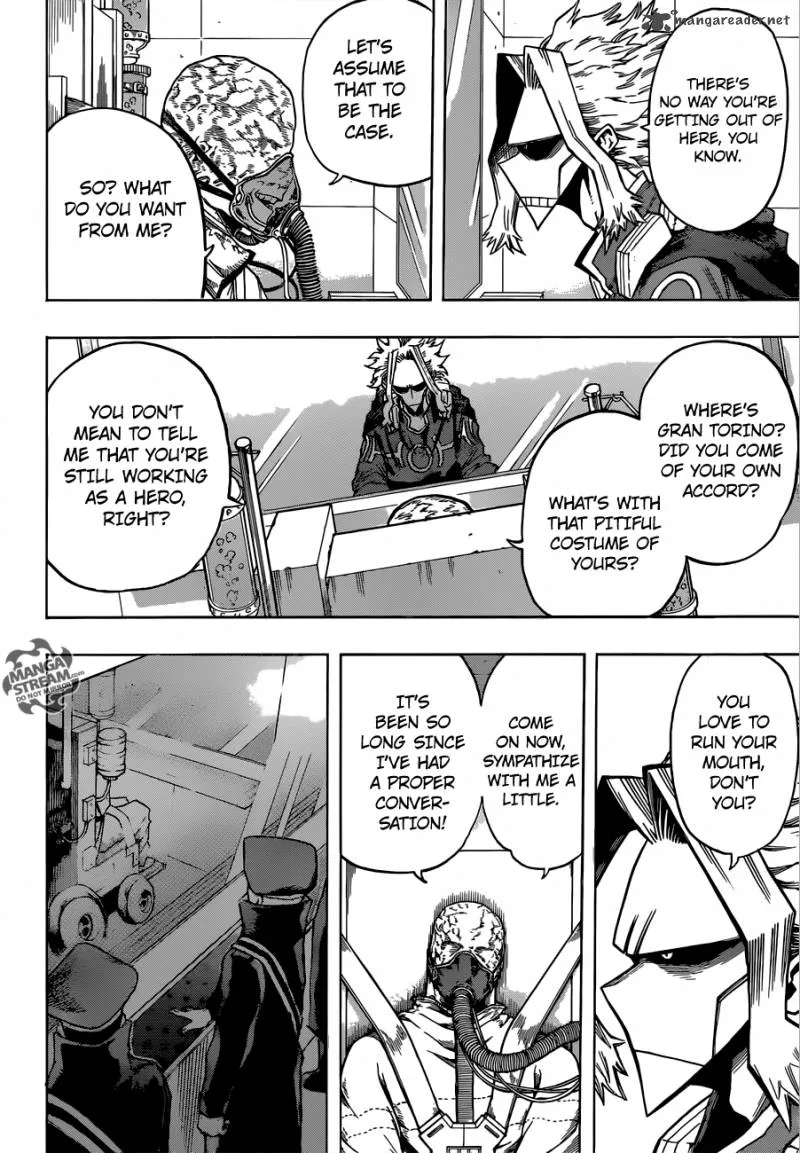 mangareader.net
THERE'S
NO WAY YOU'RE
GETTING OUT OF
HERE, YOU
KNOW.
LET'S
ASSUME
THAT TO
BE THE
CASE.
SO? WHAT
DO YOU WANT
FROM ME?
WHERE'S
GRAN TORINO?
DID YOU COME
OF YOUR OWN
ACCORD?
WHAT'S WITH
THAT PITIFUL
COSTUME OF
YOURS?
YOU DON'T
MEAN TO TELL
ME THAT YOU'RE
STILL WORKING
AS A HERO,
RIGHT?
YOU
LOVE TO
RUN YOUR
MOUTH,
DON'T
YOU?
COME
ON NOW,
SYMPATHIZE
WITH ME A
LITTLE.
IT'S
BEEN SO
LONG SINCE
I'VE HAD
A PROPER
CONVER-
SATION!
MANGA
STREAM.com
DO NOT MIRROR